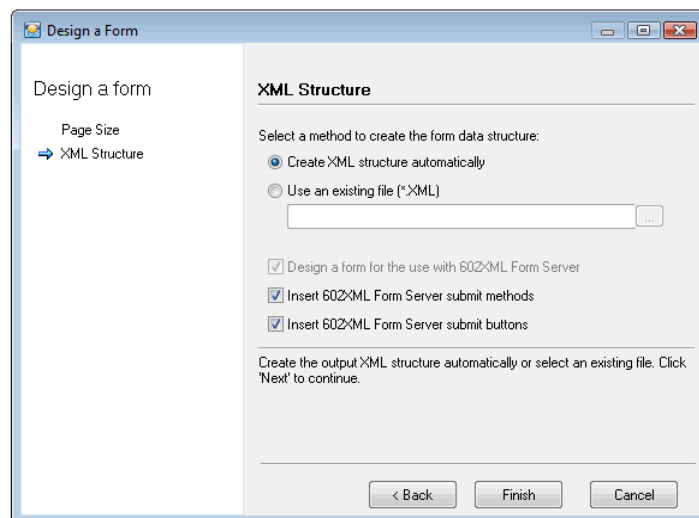 Design a Form
Design a form
Page Size
XML Structure
XML Structure
Select a method to create the form data structure:
Create XML structure automatically
Use an existing file (*.XML)
...
Design a form for the use with 602XML Form Server
Insert 602XML Form Server submit methods
Insert 602XML Form Server submit buttons
Create the output XML structure automatically or select an existing file. Click
'Next' to continue.
< Back
Finish
Cancel